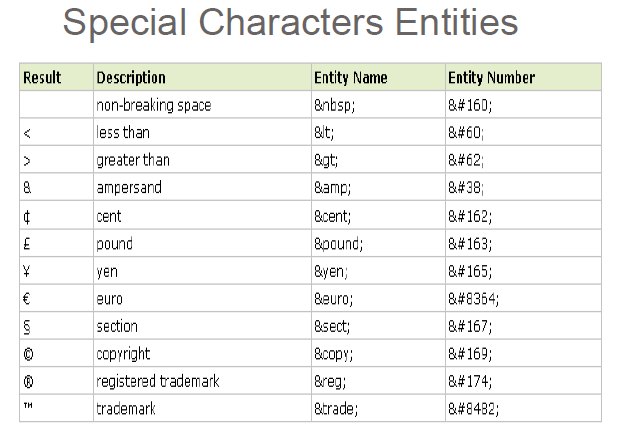 Special Characters Entities
Result Description Entity Name Entity Number
non-breaking space &nbsp; &#160;
< less than &lt; &#60;
> greater than &gt; &#62;
& ampersand &amp; &#38;
¢ cent &cent; &#162;
£ pound &pound; &#163;
¥ yen &yen; &#165;
€ euro &euro; &#8364;
§ section &sect; &#167;
© copyright &copy; &#169;
® registered trademark &reg; &#174;
™ trademark &trade; &#8482;